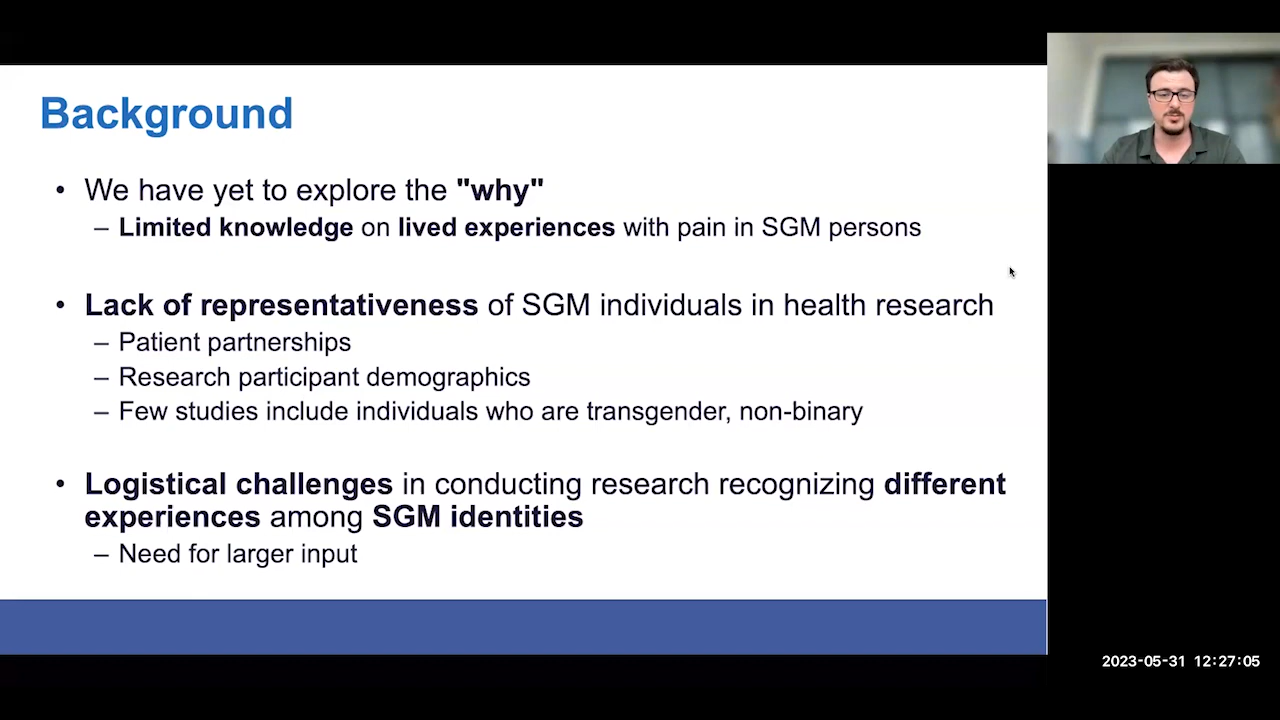 Background
• We have yet to explore the "why"
– Limited knowledge on lived experiences with pain in SGM persons
• Lack of representativeness of SGM individuals in health research
– Patient partnerships
– Research participant demographics
– Few studies include individuals who are transgender, non-binary
• Logistical challenges in conducting research recognizing different
experiences among SGM identities
– Need for larger input
2023-05-31 12:27:05